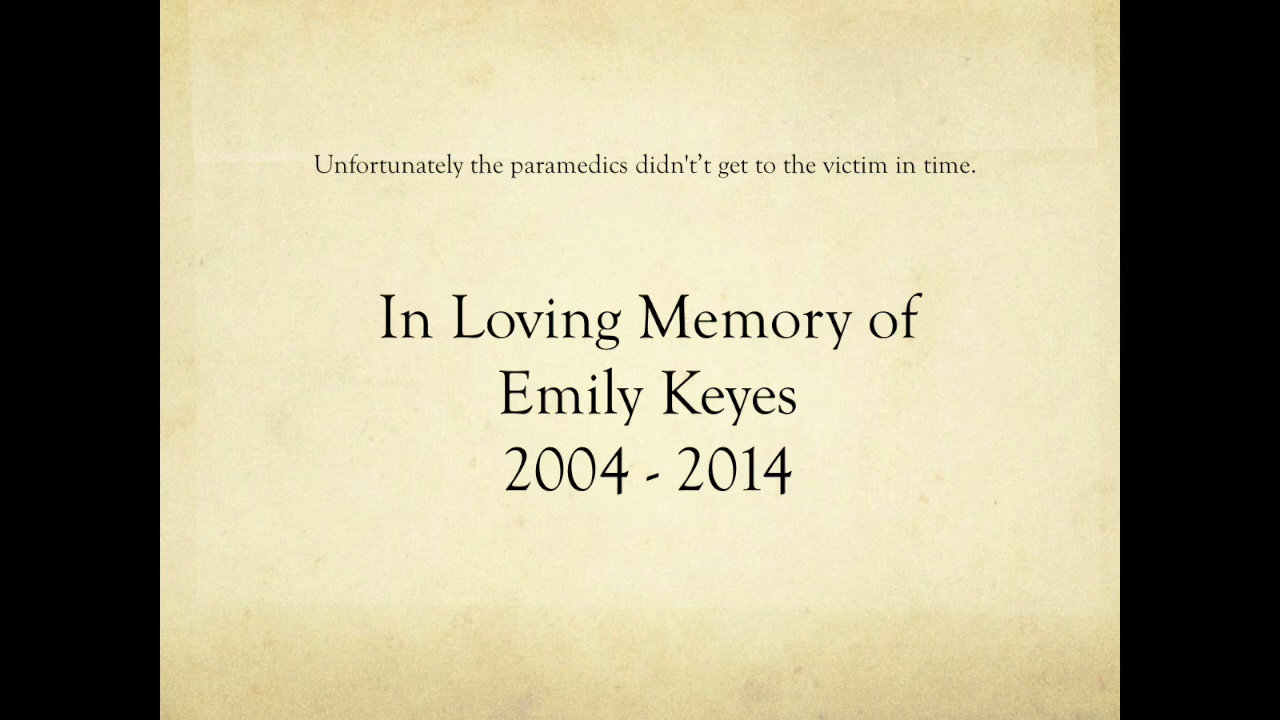 Unfortunately the paramedics didn't’t get to the victim in time.
In Loving Memory of
Emily Keyes
2004 - 2014